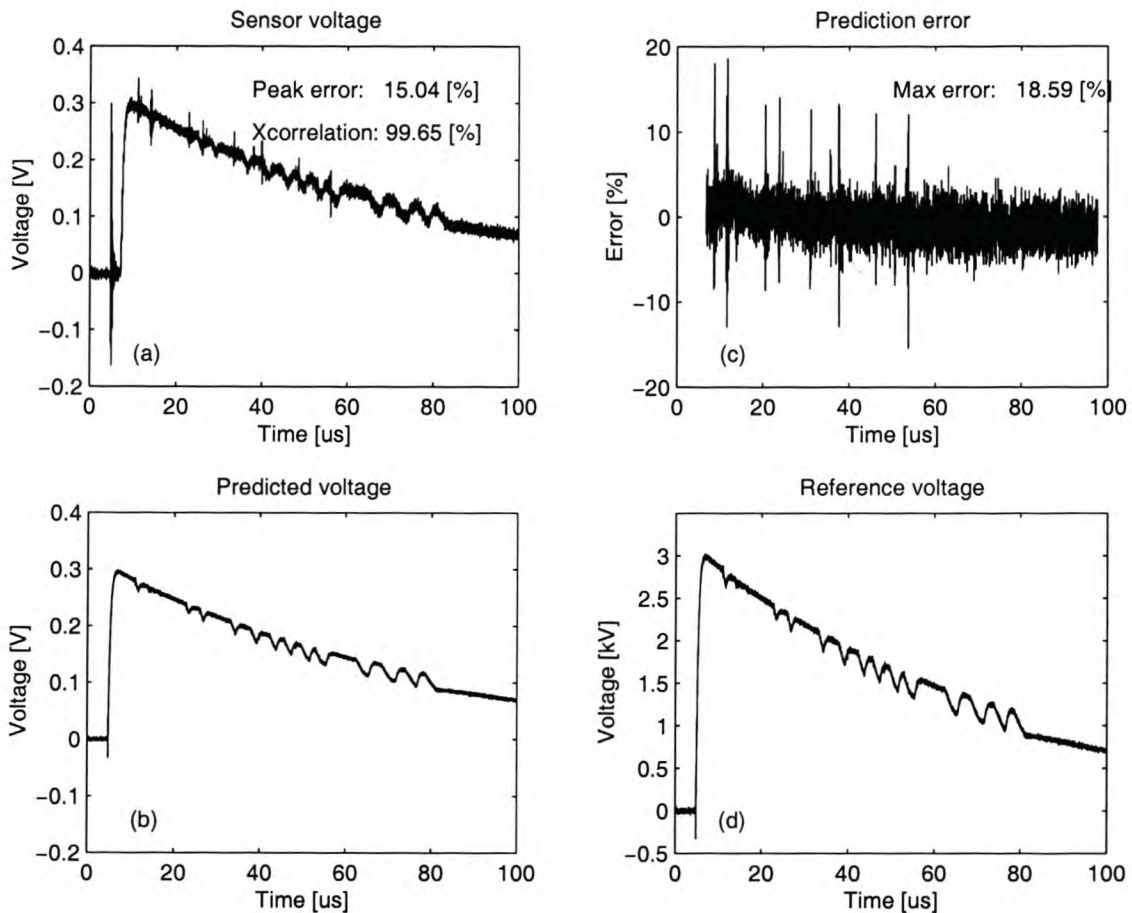 Sensor voltage
0.4
0.3
0.2
0.1
0
−0.1
−0.2
Voltage [V]
Peak error: 15.04 [%]
Xcorrelation: 99.65 [%]
(a)
0 20 40 60 80 100
Time [us]
Prediction error
20
10
0
−10
−20
Error [%]
Max error: 18.59 [%]
(c)
0 20 40 60 80 100
Time [us]
Predicted voltage
0.4
0.3
0.2
0.1
0
−0.1
−0.2
Voltage [V]
(b)
0 20 40 60 80 100
Time [us]
Reference voltage
3
2.5
2
1.5
1
0.5
0
−0.5
Voltage [kV]
(d)
0 20 40 60 80 100
Time [us]